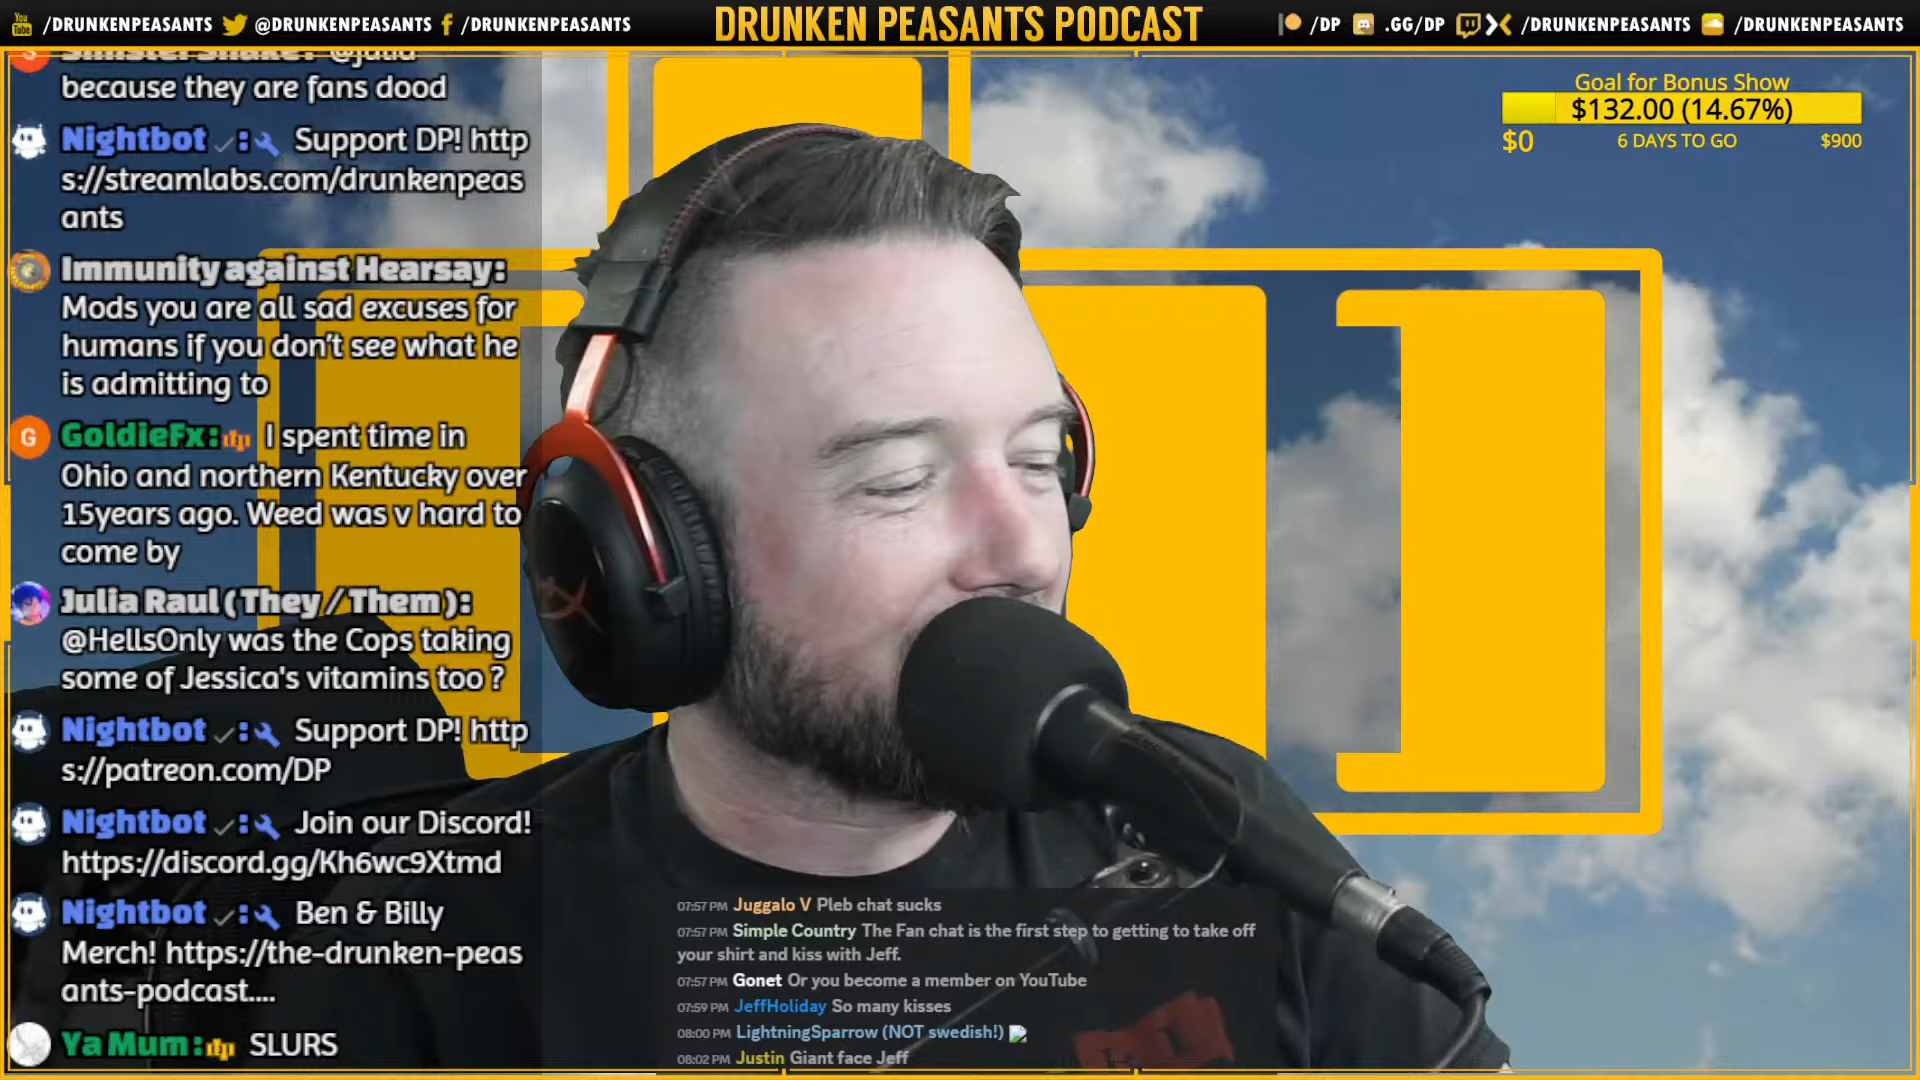 /DRUNKENPEASANTS @DRUNKENPEASANTS /DRUNKENPEASANTS
DRUNKEN PEASANTS PODCAST
/DP .GG/DP /DRUNKENPEASANTS /DRUNKENPEASANTS
Goal for Bonus Show
$132.00 (14.67%)
$0 6 DAYS TO GO $900
@julia
because they are fans dood
Nightbot: Support DP! http
s://streamlabs.com/drunkenpeas
ants
Immunity against Hearsay:
Mods you are all sad excuses for
humans if you don't see what he
is admitting to
G GoldieFx: I spent time in
Ohio and northern Kentucky over
15years ago. Weed was v hard to
come by
Julia Raul (They/Them):
@HellsOnly was the Cops taking
some of Jessica's vitamins too?
Nightbot: Support DP! http
s://patreon.com/DP
Nightbot: Join our Discord!
https://discord.gg/Kh6wc9Xtmd
Nightbot: Ben & Billy
Merch! https://the-drunken-peas
ants-podcast....
Ya Mum: SLURS
07:57 PM Juggalo V Pleb chat sucks
07:57 PM Simple Country The Fan chat is the first step to getting to take off
your shirt and kiss with Jeff.
07:57 PM Gonet Or you become a member on YouTube
07:59 PM JeffHoliday So many kisses
08:00 PM LightningSparrow (NOT swedish!)
08:02 PM Justin Giant face Jeff